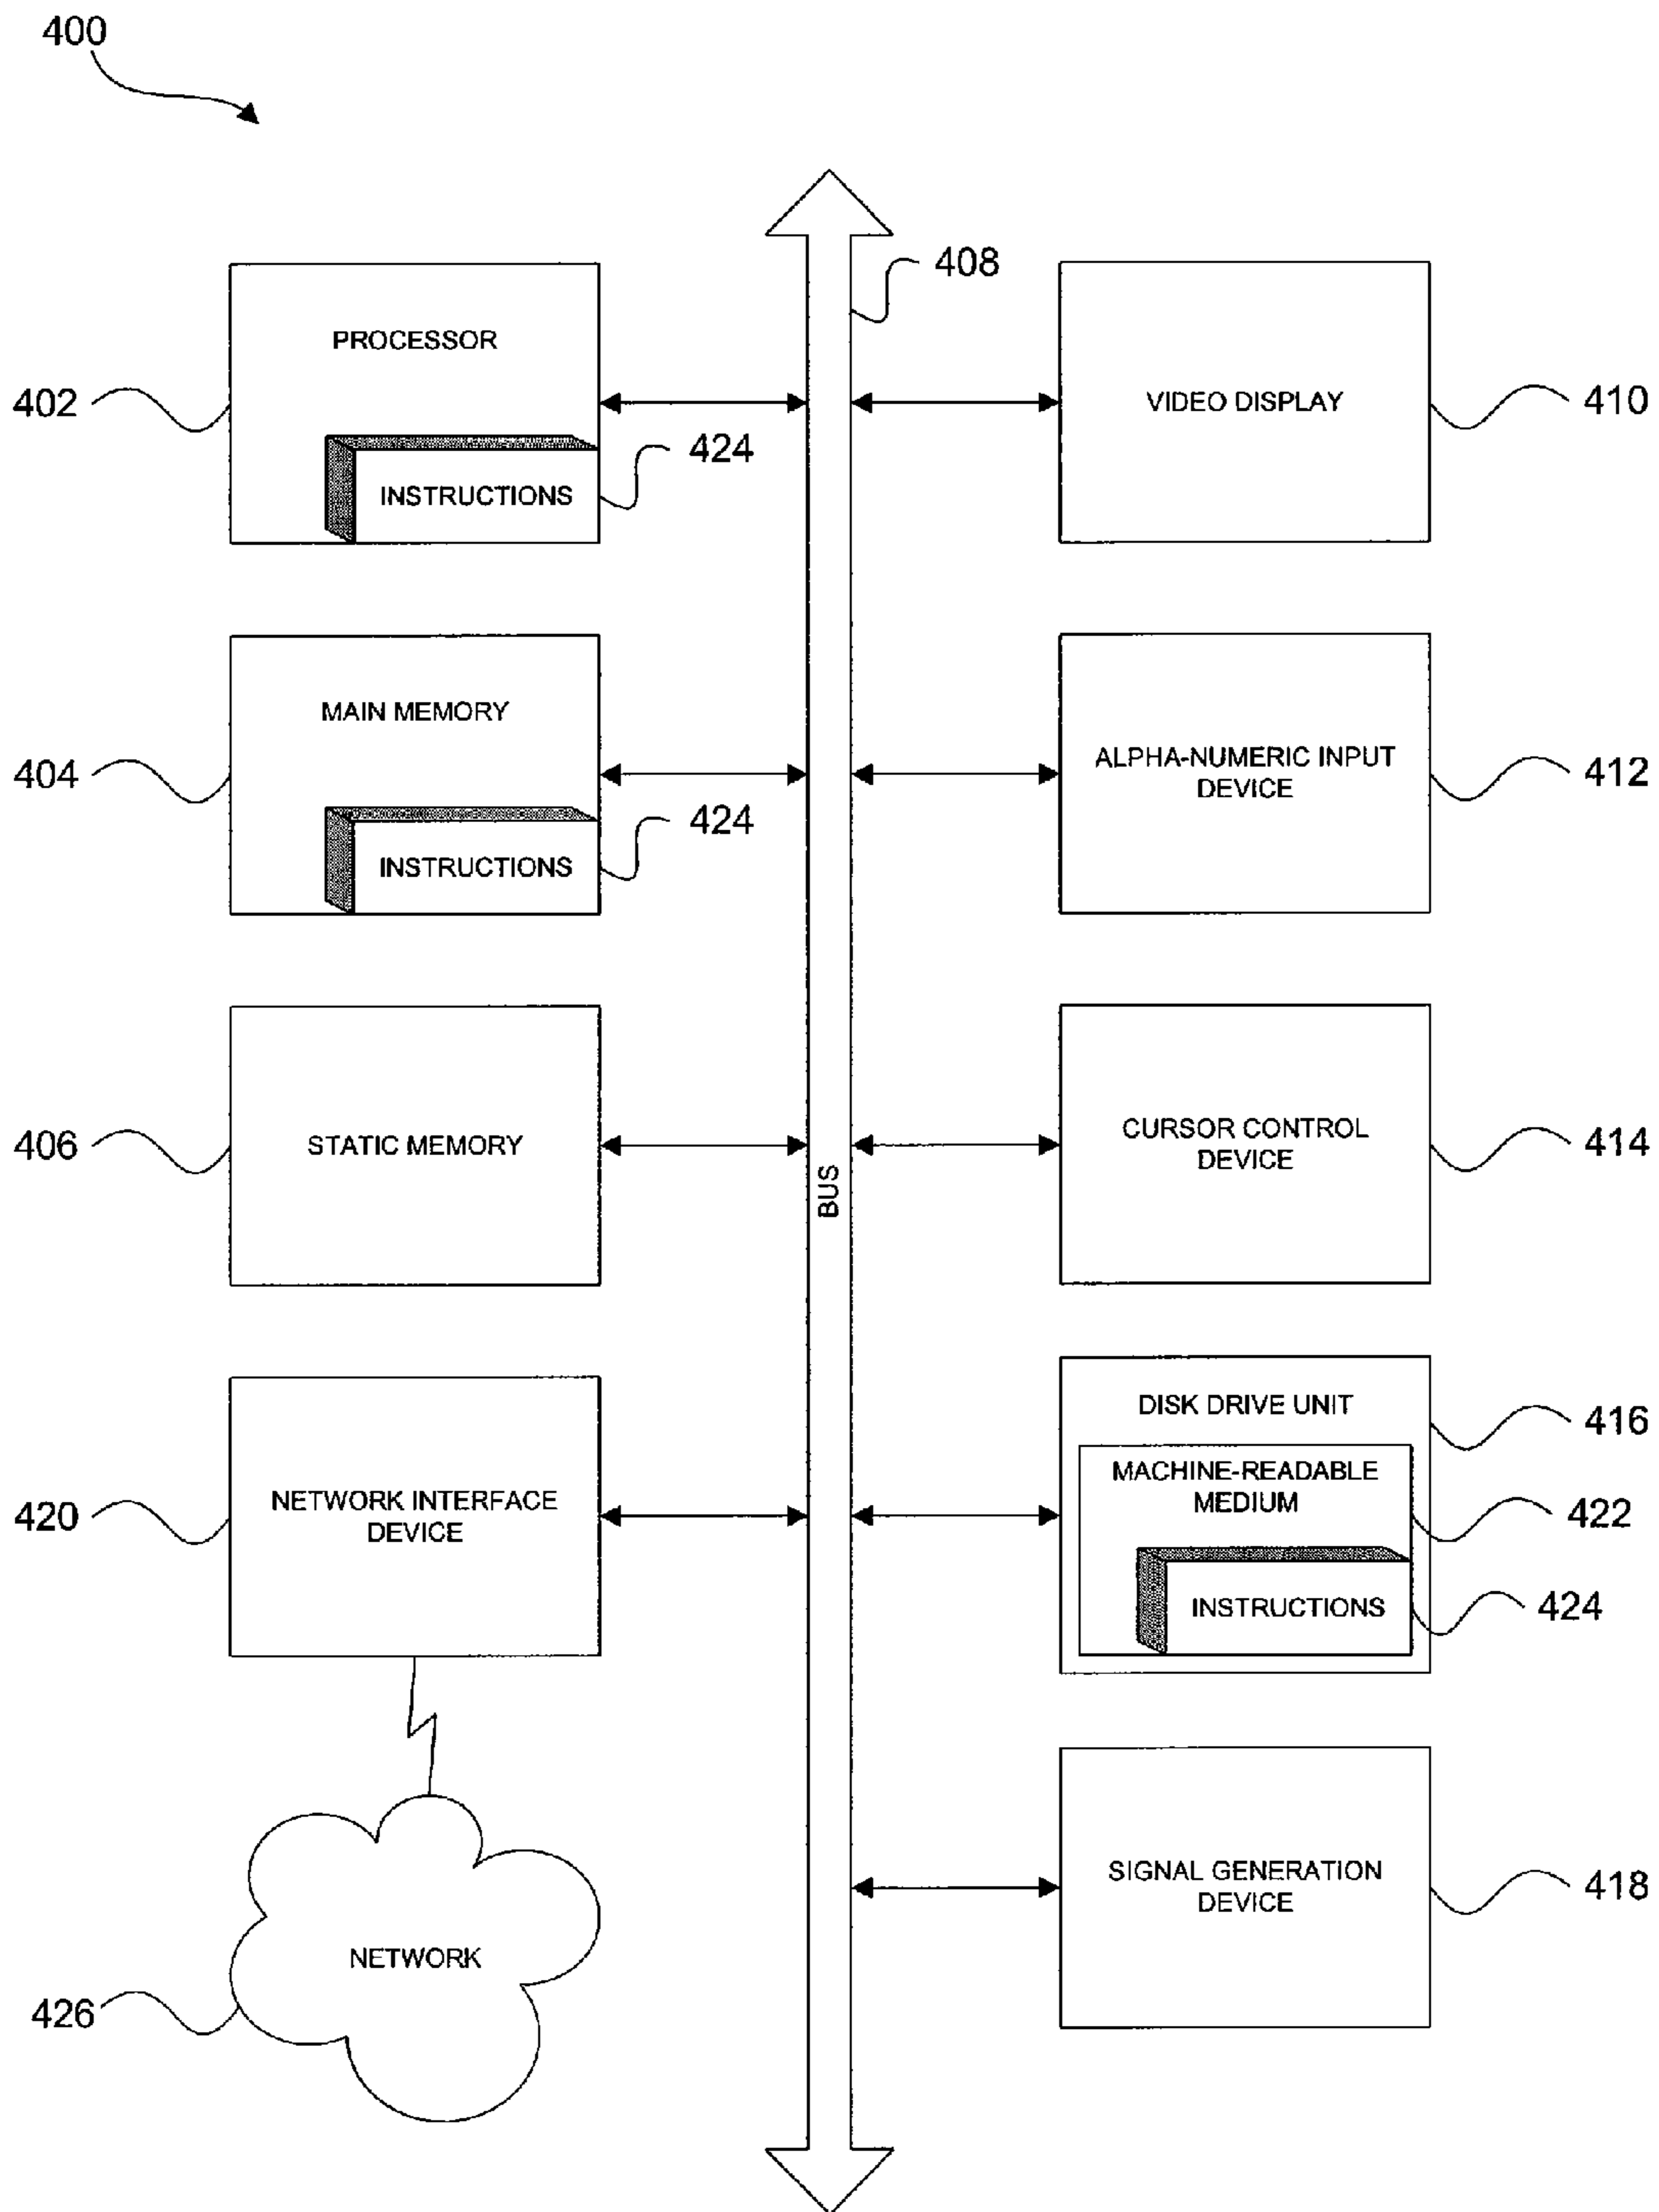 400
408
PROCESSOR
402
424
INSTRUCTIONS
VIDEO DISPLAY
410
MAIN MEMORY
404
424
INSTRUCTIONS
ALPHA-NUMERIC INPUT
DEVICE
412
406
STATIC MEMORY
BUS
CURSOR CONTROL
DEVICE
414
420
NETWORK INTERFACE
DEVICE
DISK DRIVE UNIT
416
MACHINE-READABLE
MEDIUM
422
INSTRUCTIONS
424
SIGNAL GENERATION
DEVICE
418
NETWORK
426